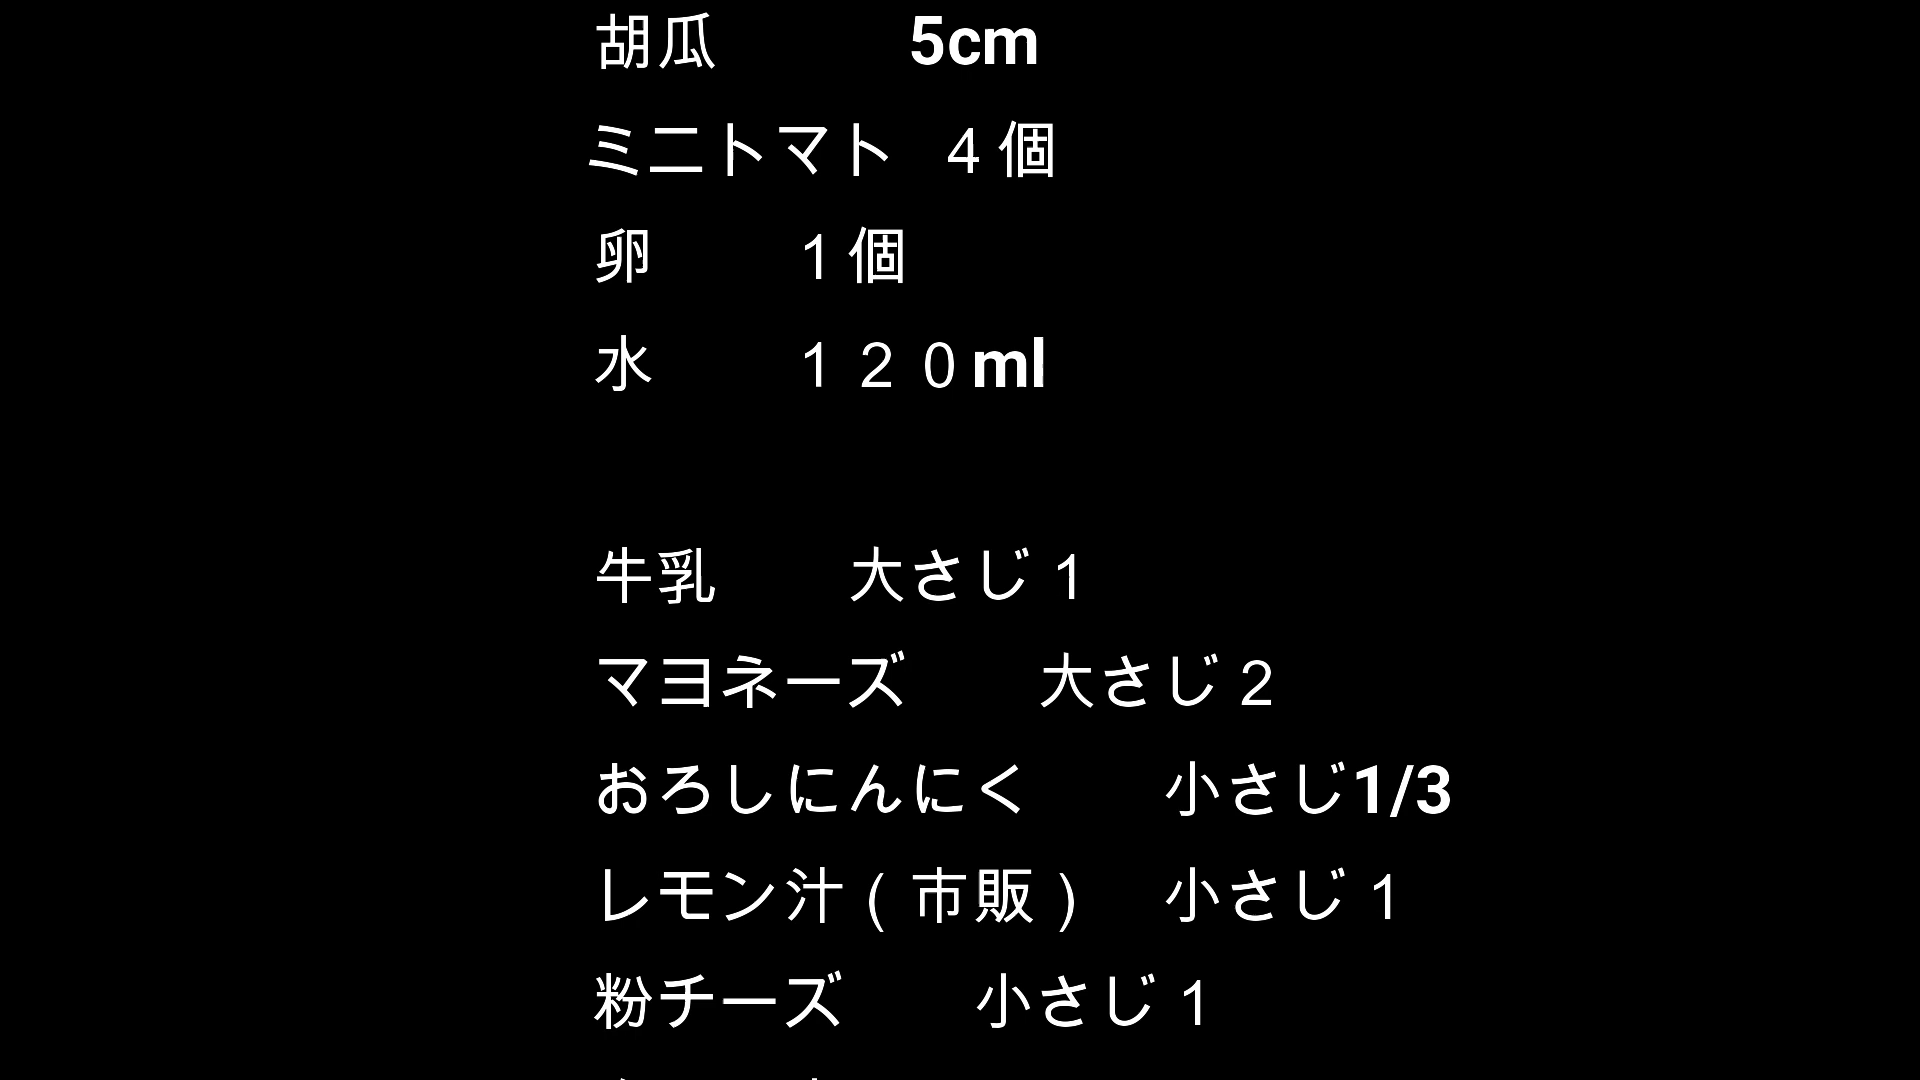 胡瓜　　　5cm
ミニトマト　４個
卵　　１個
水　　１２０ml
牛乳　　大さじ１
マヨネーズ　　大さじ２
おろしにんにく　　小さじ1/3
レモン汁（市販）　小さじ１
粉チーズ　　小さじ１